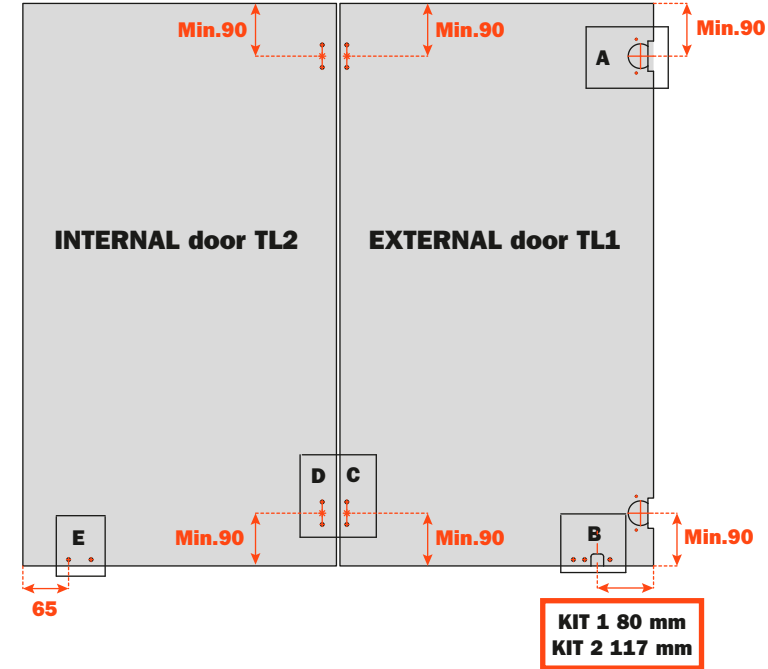 Min.90
Min.90
Min.90
A
INTERNAL door TL2
EXTERNAL door TL1
D
C
E
B
Min.90
Min.90
Min.90
65
KIT 1 80 mm
KIT 2 117 mm